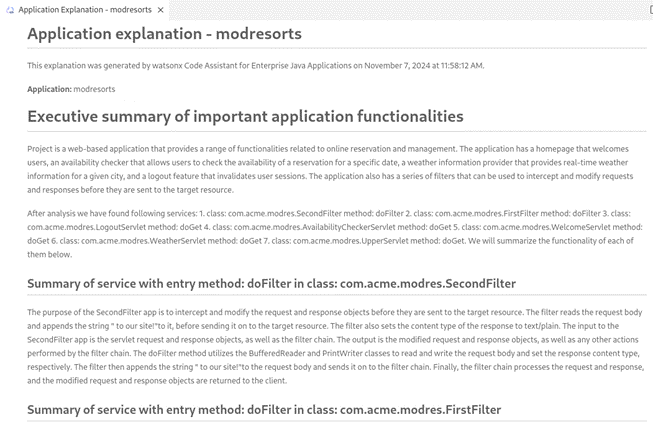 Application Explanation - modresorts
Application explanation - modresorts
This explanation was generated by watsonx Code Assistant for Enterprise Java Applications on November 7, 2024 at 11:58:12 AM.
Application: modresorts
Executive summary of important application functionalities
Project is a web-based application that provides a range of functionalities related to online reservation and management. The application has a homepage that welcomes
users, an availability checker that allows users to check the availability of a reservation for a specific date, a weather information provider that provides real-time weather
information for a given city, and a logout feature that invalidates user sessions. The application also has a series of filters that can be used to intercept and modify requests
and responses before they are sent to the target resource.
After analysis we have found following services: 1. class: com.acme.modres.SecondFilter method: doFilter 2. class: com.acme.modres.FirstFilter method: doFilter 3. class:
com.acme.modres.LogoutServlet method: doGet 4. class: com.acme.modres.AvailabilityCheckerServlet method: doGet 5. class: com.acme.modres.WelcomeServlet method:
doGet 6. class: com.acme.modres.WeatherServlet method: doGet 7. class: com.acme.modres.UpperServlet method: doGet. We will summarize the functionality of each of
them below.
Summary of service with entry method: doFilter in class: com.acme.modres.SecondFilter
The purpose of the SecondFilter app is to intercept and modify the request and response objects before they are sent to the target resource. The filter reads the request body
and appends the string " to our site!"to it, before sending it on to the target resource. The filter also sets the content type of the response to text/plain. The input to the
SecondFilter app is the servlet request and response objects, as well as the filter chain. The output is the modified request and response objects, as well as any other actions
performed by the filter chain. The doFilter method utilizes the BufferedReader and PrintWriter classes to read and write the request body and set the response content type,
respectively. The filter then appends the string " to our site!"to the request body and sends it on to the filter chain. Finally, the filter chain processes the request and response,
and the modified request and response objects are returned to the client.
Summary of service with entry method: doFilter in class: com.acme.modres.FirstFilter